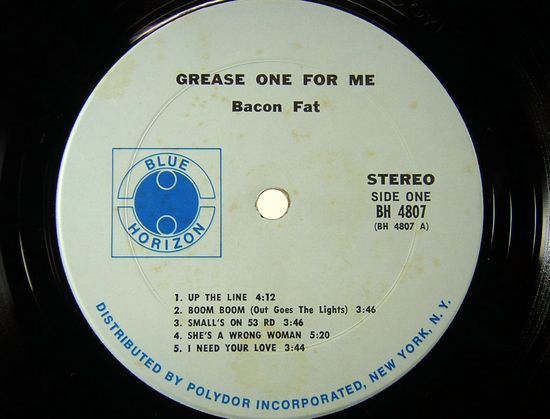 GREASE ONE FOR ME
Bacon Fat
BLUE
HORIZON
STEREO
SIDE ONE
BH 4807
(BH 4807 A)
1. UP THE LINE 4:12
2. BOOM BOOM (Out Goes The Lights) 3:46
3. SMALL'S ON 53 RD 3:46
4. SHE'S A WRONG WOMAN 5:20
5. I NEED YOUR LOVE 3:44
DISTRIBUTED BY POLYDOR INCORPORATED, NEW YORK, N. Y.